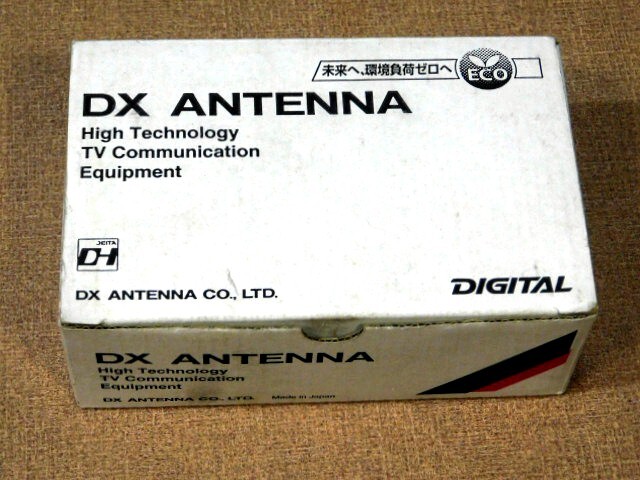 未来へ、環境負荷ゼロへ
ECO
DX ANTENNA
High Technology
TV Communication
Equipment
JEITA
DH
DX ANTENNA CO., LTD.
DIGITAL
DX ANTENNA
High Technology
TV Communication
Equipment
DX ANTENNA CO., LTD. Made in Japan